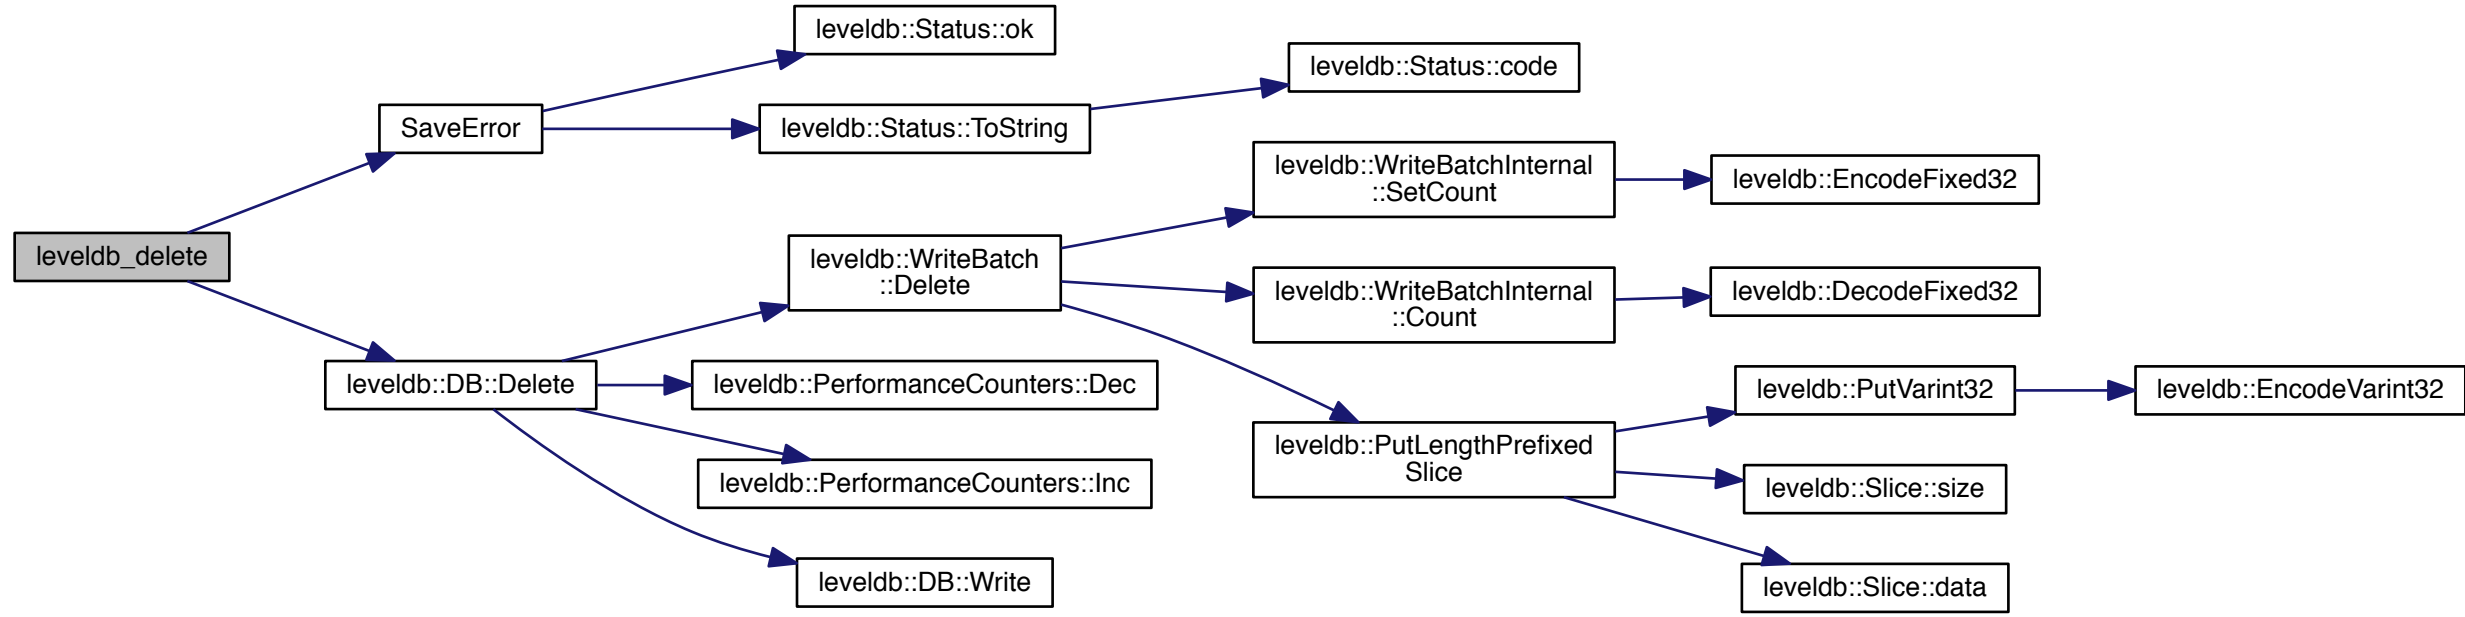 leveldb_delete
SaveError
leveldb::Status::ok
leveldb::Status::ToString
leveldb::Status::code
leveldb::DB::Delete
leveldb::WriteBatch
::Delete
leveldb::WriteBatchInternal
::SetCount
leveldb::EncodeFixed32
leveldb::WriteBatchInternal
::Count
leveldb::DecodeFixed32
leveldb::PutLengthPrefixed
Slice
leveldb::PutVarint32
leveldb::EncodeVarint32
leveldb::Slice::size
leveldb::Slice::data
leveldb::PerformanceCounters::Dec
leveldb::PerformanceCounters::Inc
leveldb::DB::Write